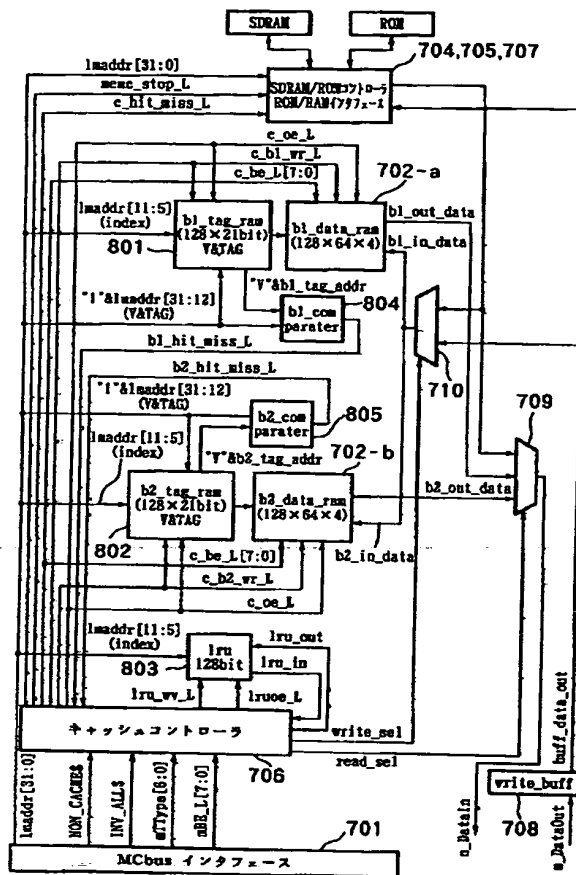 SDRAM
ROM
704,705,707
lmaddr[31:0]
memc_stop_L
c_hit_miss_L
SDRAM/ROMコントローラ
ROM/RAMインタフェース
c_oe_L
c_b1_wr_L
c_be_L[7:0]
702-a
lmaddr[11:5]
(index)
801
b1_tag_ram
(128×21bit)
V&TAG
b1_data_ram
(128×64×4)
b1_out_data
b1_in_data
"V"&b1_tag_addr
"1"&lmaddr[31:12]
(V&TAG)
b1_com
parater
804
b1_hit_miss_L
710
b2_hit_miss_L
"1"&lmaddr[31:12]
(V&TAG)
b2_com
parater
805
709
lmaddr[11:5]
(index)
"V"&b2_tag_addr
702-b
b2_tag_ram
(128×21bit)
V&TAG
802
b2_data_ram
(128×64×4)
b2_out_data
b2_in_data
c_be_L[7:0]
c_b2_wr_L
c_oe_L
lmaddr[11:5]
(index)
803
lru
128bit
lru_out
lru_in
lru_wv_L
lruoe_L
キャッシュコントローラ
706
write_sel
read_sel
lmaddr[31:0]
NON_CACHE$
INV_ALL$
mTType[6:0]
mBE_L[7:0]
buff_data_out
write_buff
708
n_DataIn
m_DataOut
701
MCbus インタフェース